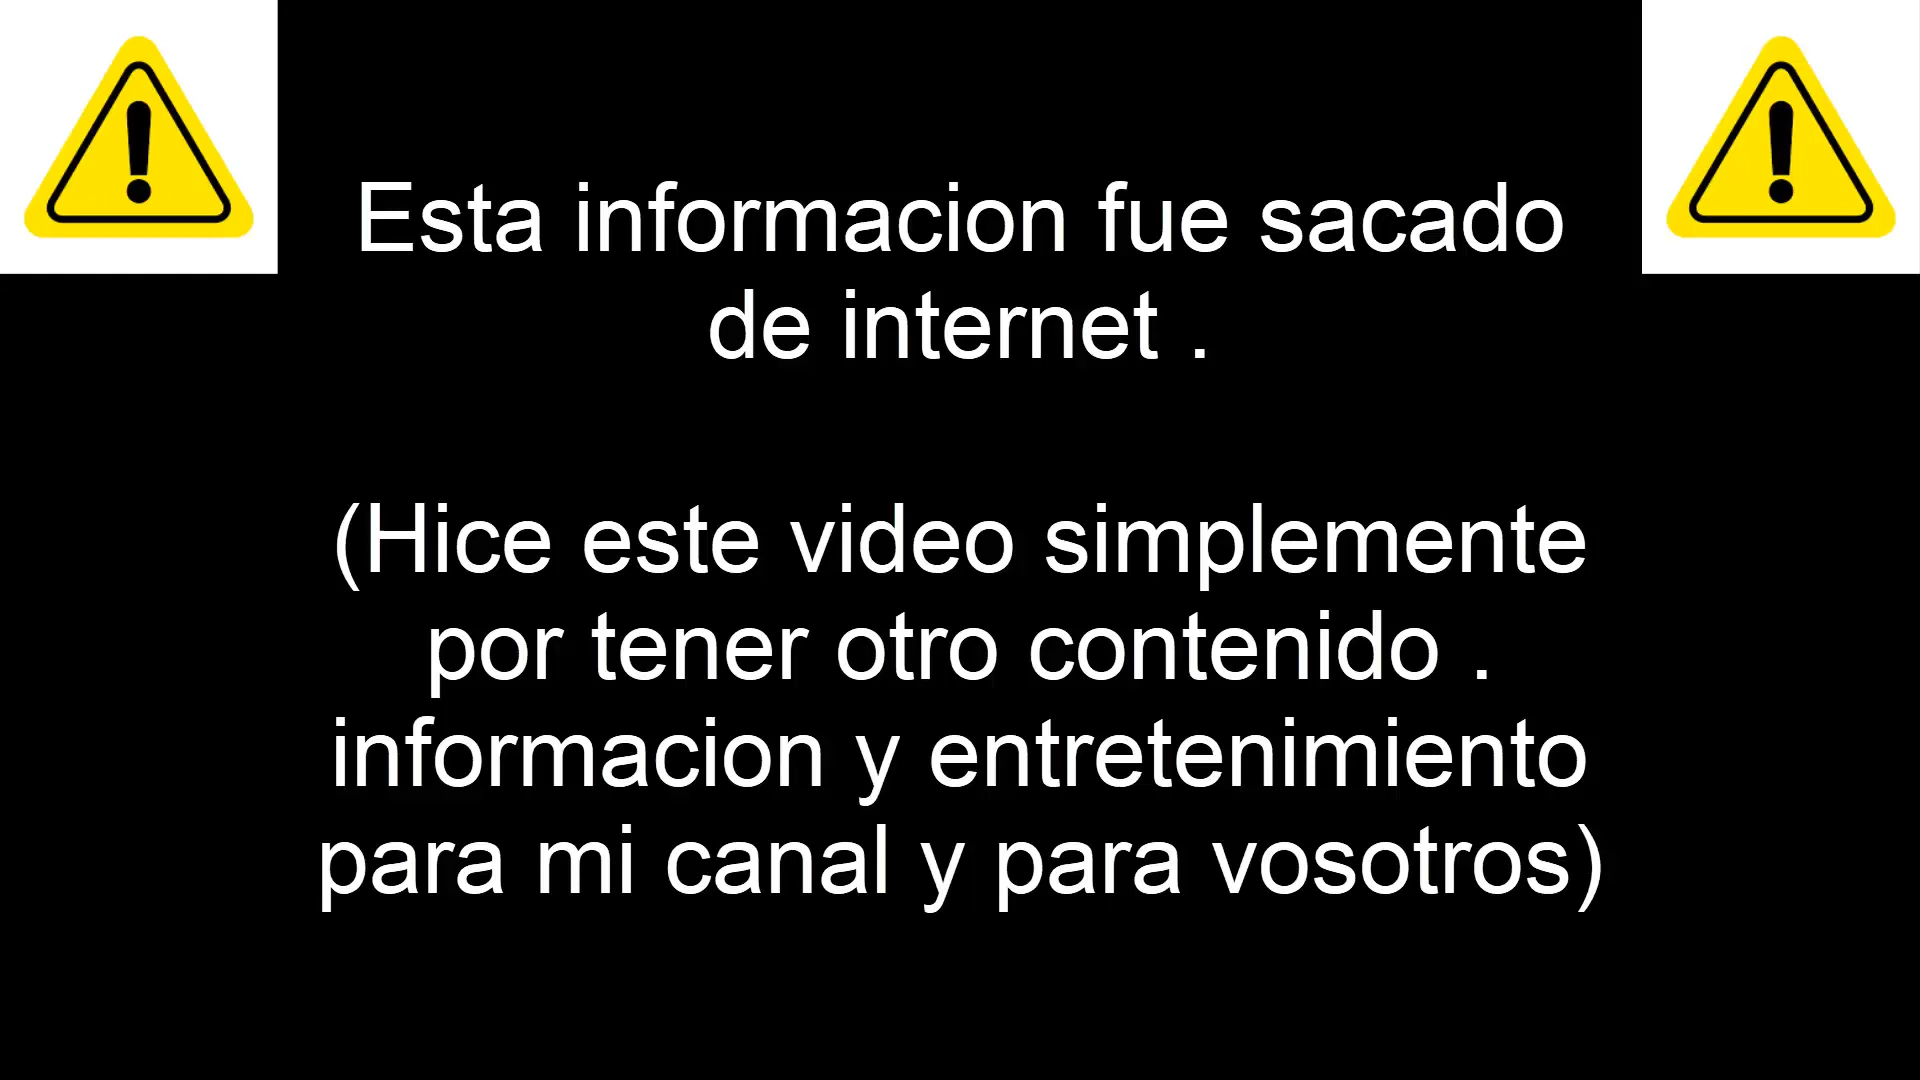 Esta informacion fue sacado
de internet .
(Hice este video simplemente
por tener otro contenido .
informacion y entretenimiento
para mi canal y para vosotros)